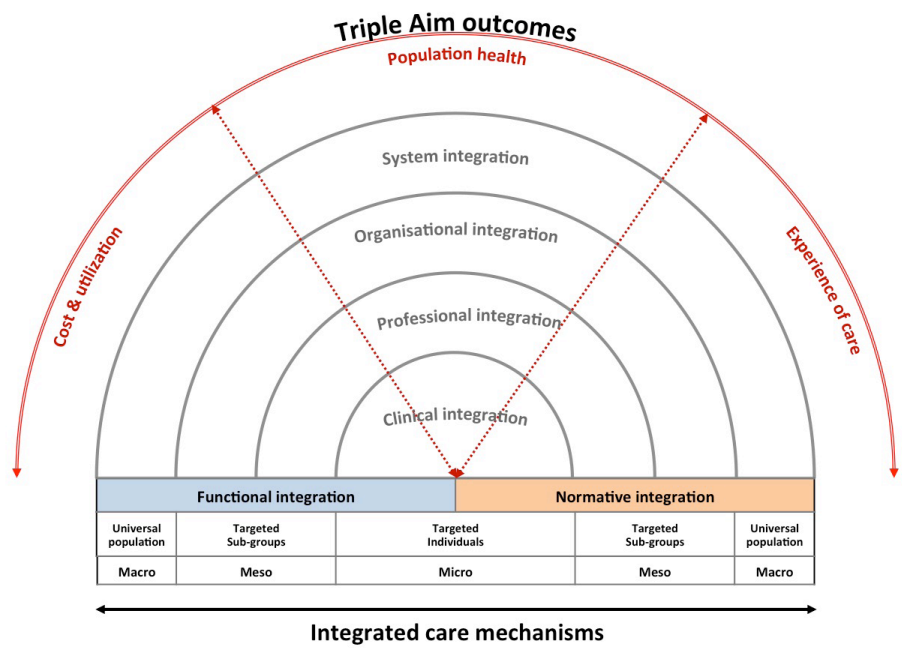 Triple Aim outcomes
Population health
System integration
Cost & utilization
Organisational integration
Experience of care
Professional integration
Clinical integration
Functional integration
Normative integration
Universal
population
Targeted
Sub-groups
Targeted
Individuals
Targeted
Sub-groups
Universal
population
Macro
Meso
Micro
Meso
Macro
Integrated care mechanisms